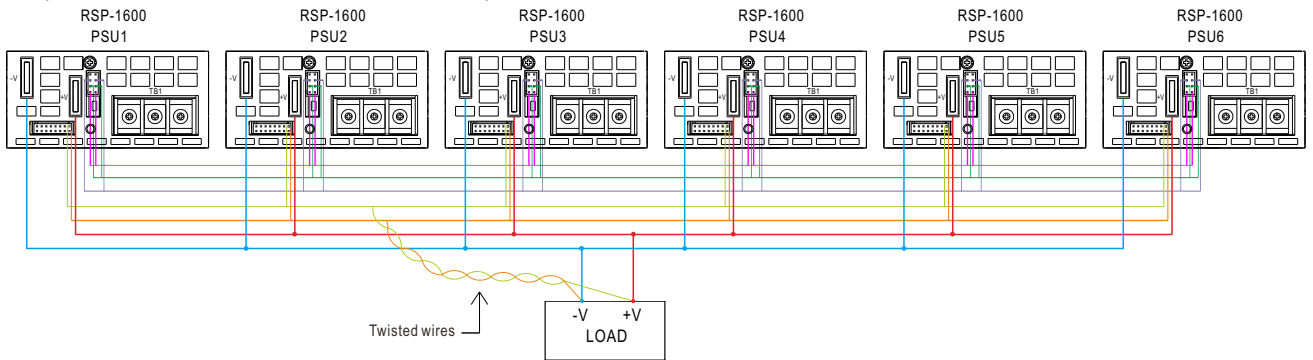 RSP-1600 RSP-1600 RSP-1600 RSP-1600 RSP-1600 RSP-1600
PSU1 PSU2 PSU3 PSU4 PSU5 PSU6
-V -V -V -V -V -V
+V TB1 +V TB1 +V TB1 +V TB1 +V TB1 +V TB1
-V +V
Twisted wires LOAD